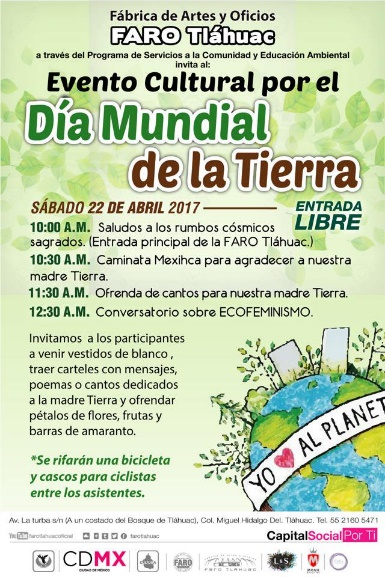 Fábrica de Artes y Oficios
FARO Tláhuac
a través del Programa de Servicios a la Comunidad y Educación Ambiental
invita al:
Evento Cultural por el
Día Mundial
de la Tierra
SÁBADO 22 DE ABRIL 2017
ENTRADA
LIBRE
10:00 A.M. Saludos a los rumbos cósmicos
sagrados. (Entrada principal de la FARO Tláhuac.)
10:30 A.M. Caminata Mexihca para agradecer a nuestra
madre Tierra.
11:30 A.M. Ofrenda de cantos para nuestra madre Tierra.
12:30 A.M. Conversatorio sobre ECOFEMINISMO.
Invitamos a los participantes
a venir vestidos de blanco ,
traer carteles con mensajes,
poemas o cantos dedicados
a la madre Tierra y ofrendar
pétalos de flores, frutas y
barras de amaranto.
*Se rifarán una bicicleta
y cascos para ciclistas
entre los asistentes.
YO AL PLANET
Av. La turba s/n (A un costado del Bosque de Tláhuac), Col. Miguel Hidalgo Del. Tláhuac. Tel. 55 2160 5471
farotlahuacoficial
farotlahuac
CapitalSocialPorTi
CDMX
CIUDAD DE MÉXICO
FARO
FARO TLÁHUAC